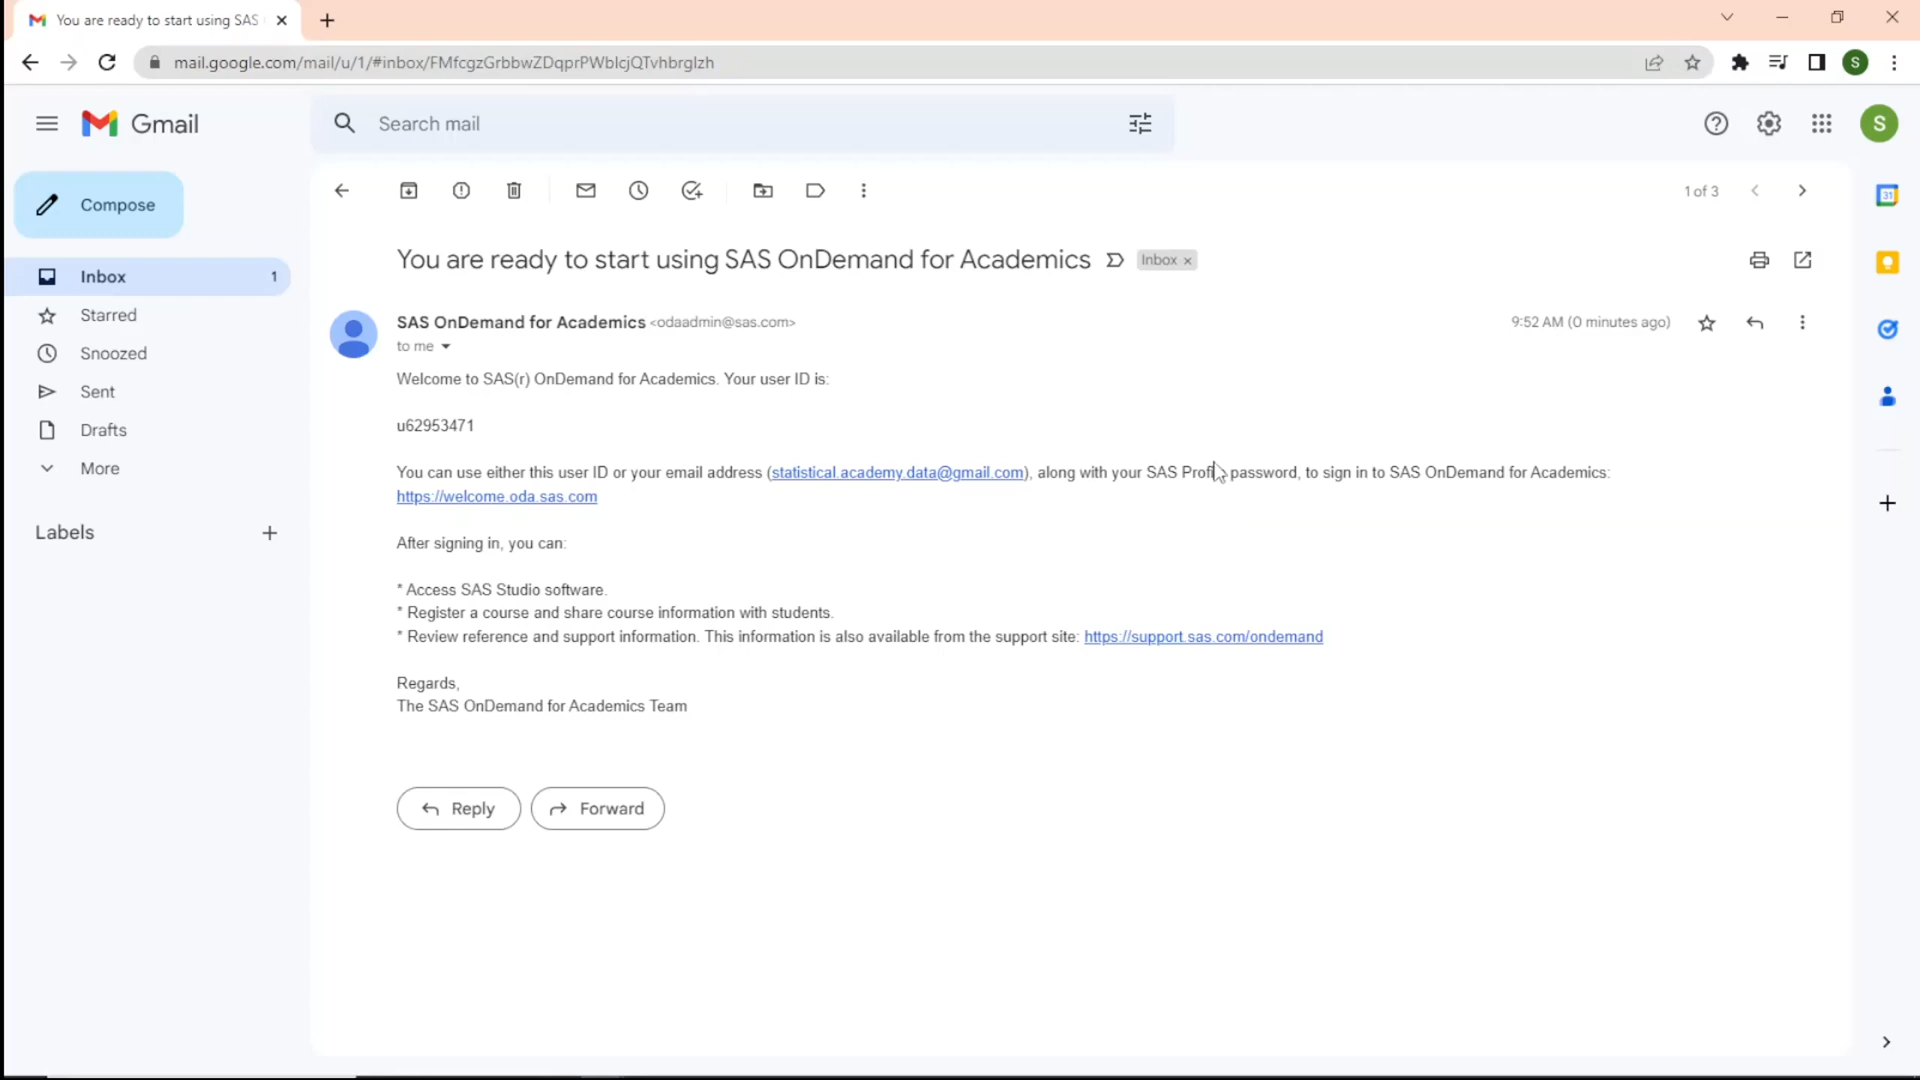 You are ready to start using SAS
mail.google.com/mail/u/1/#inbox/FMfcgzGrbbwZDqprPWblcjQTvhbrglzh
S
Gmail
Search mail
S
Compose
1 of 3
31
You are ready to start using SAS OnDemand for Academics
Inbox ×
Inbox 1
Starred
Snoozed
Sent
Drafts
More
Labels
SAS OnDemand for Academics <odaadmin@sas.com>
9:52 AM (0 minutes ago)
to me
Welcome to SAS(r) OnDemand for Academics. Your user ID is:
u62953471
You can use either this user ID or your email address (statistical.academy.data@gmail.com), along with your SAS Profile password, to sign in to SAS OnDemand for Academics:
https://welcome.oda.sas.com
After signing in, you can:
* Access SAS Studio software.
* Register a course and share course information with students.
* Review reference and support information. This information is also available from the support site: https://support.sas.com/ondemand
Regards,
The SAS OnDemand for Academics Team
Reply
Forward